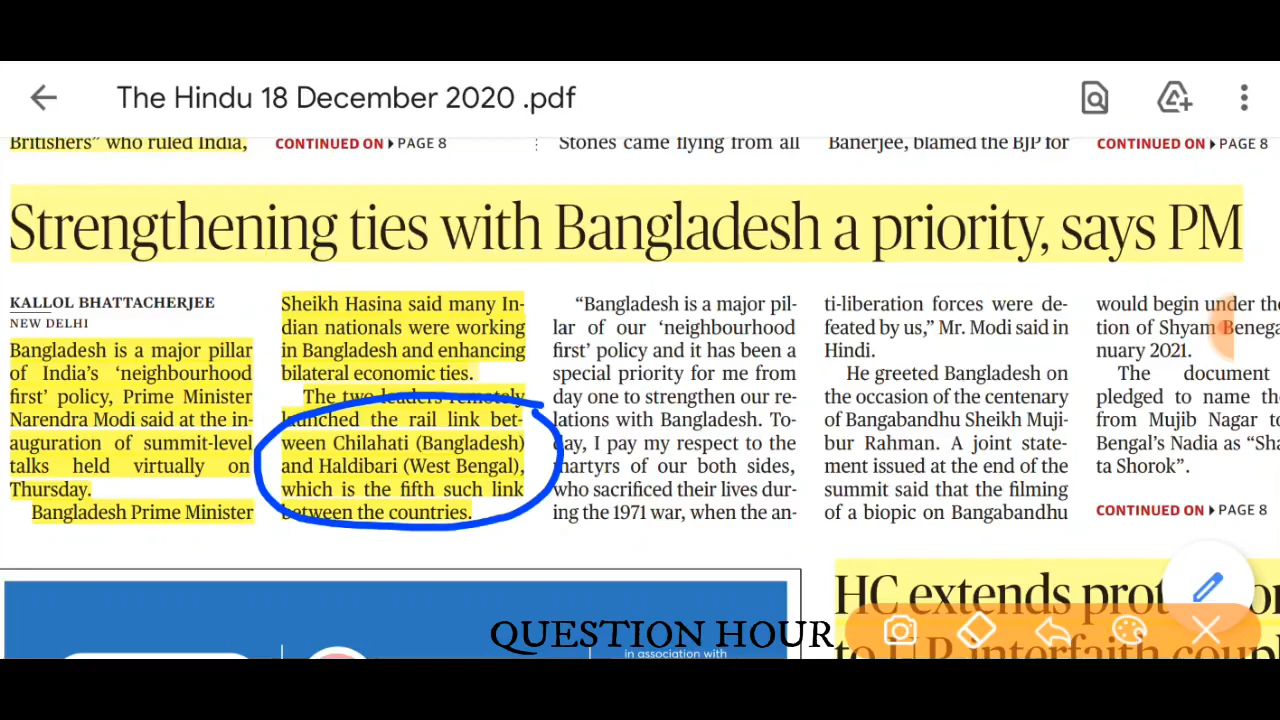 The Hindu 18 December 2020 .pdf
Britishers” who ruled India,
CONTINUED ON PAGE 8
Stones came flying from all
Banerjee, blamed the BJP for
CONTINUED ON PAGE 8
Strengthening ties with Bangladesh a priority, says PM
KALLOL BHATTACHERJEE
NEW DELHI
Bangladesh is a major pillar
of India’s ‘neighbourhood
first’ policy, Prime Minister
Narendra Modi said at the in-
auguration of summit-level
talks held virtually on
Thursday.
Bangladesh Prime Minister
Sheikh Hasina said many In-
dian nationals were working
in Bangladesh and enhancing
bilateral economic ties.
The two leaders remotely
launched the rail link bet-
ween Chilahati (Bangladesh)
and Haldibari (West Bengal),
which is the fifth such link
between the countries.
“Bangladesh is a major pil-
lar of our ‘neighbourhood
first’ policy and it has been a
special priority for me from
day one to strengthen our re-
lations with Bangladesh. To-
day, I pay my respect to the
martyrs of our both sides,
who sacrificed their lives dur-
ing the 1971 war, when the an-
ti-liberation forces were de-
feated by us,” Mr. Modi said in
Hindi.
He greeted Bangladesh on
the occasion of the centenary
of Bangabandhu Sheikh Muji-
bur Rahman. A joint state-
ment issued at the end of the
summit said that the filming
of a biopic on Bangabandhu
would begin under the
tion of Shyam Benega
nuary 2021.
The document
pledged to name the
from Mujib Nagar to
Bengal’s Nadia as “Sha
ta Shorok”.
CONTINUED ON PAGE 8
HC extends prot
to U.P. interfaith coupl
QUESTION HOUR
in association with